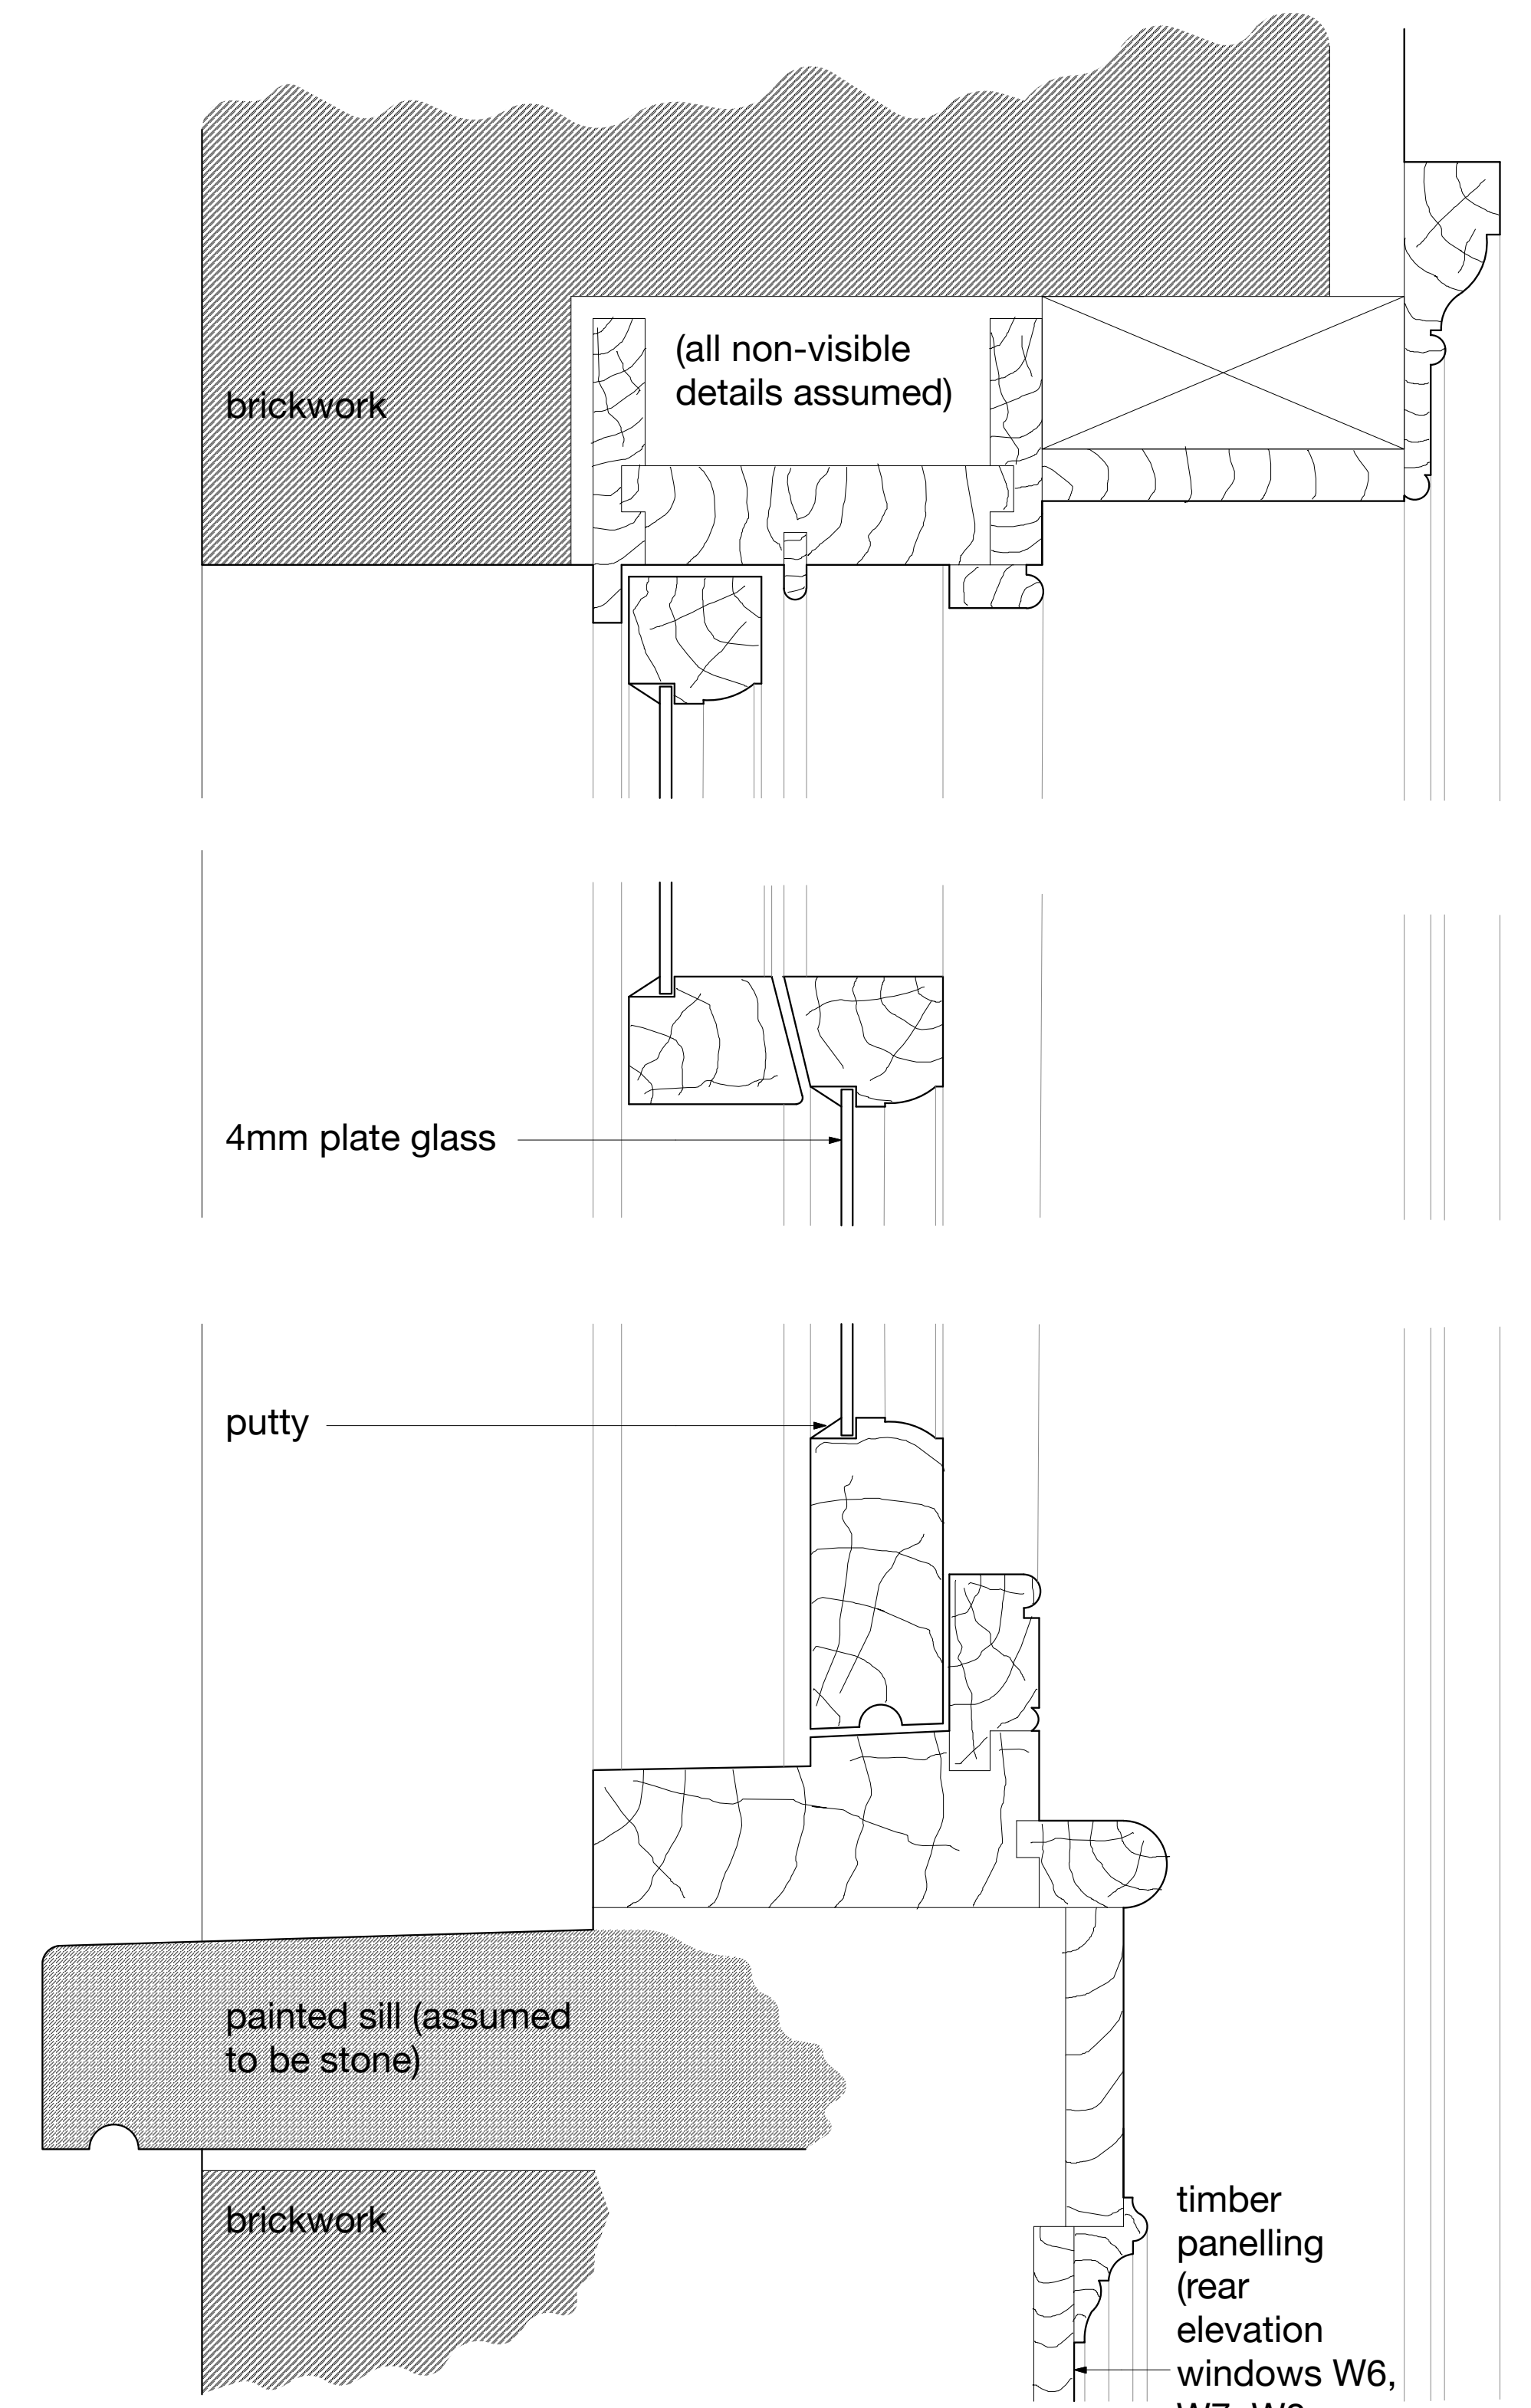 (all non-visible
details assumed)
brickwork
4mm plate glass
putty
painted sill (assumed
to be stone)
brickwork
timber
panelling
(rear
elevation
windows W6,